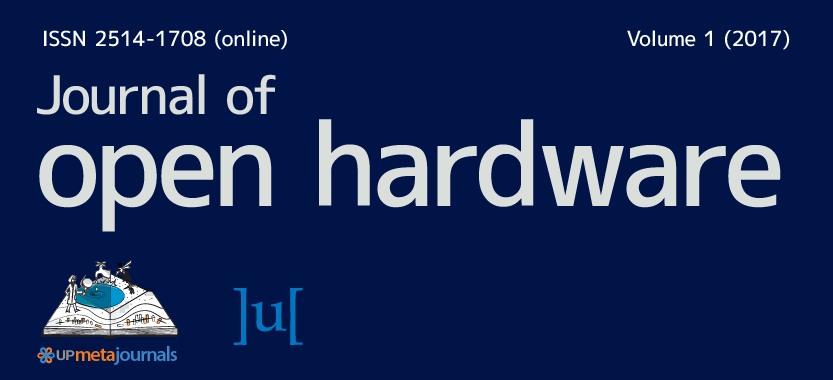 ISSN 2514-1708 (online) Volume 1 (2017)
Journal of
open hardware
]u[
UPmetajournals